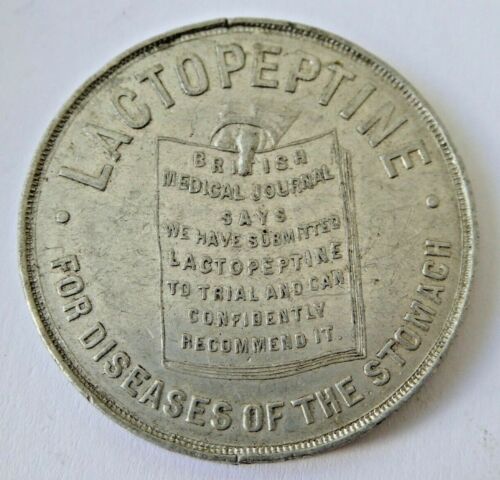 LACTOPEPTINE
BRITISH
MEDICAL JOURNAL
SAYS
WE HAVE SUBMITTED
LACTOPEPTINE
TO TRIAL AND CAN
CONFIDENTLY
RECOMMEND IT.
· FOR DISEASES OF THE STOMACH ·